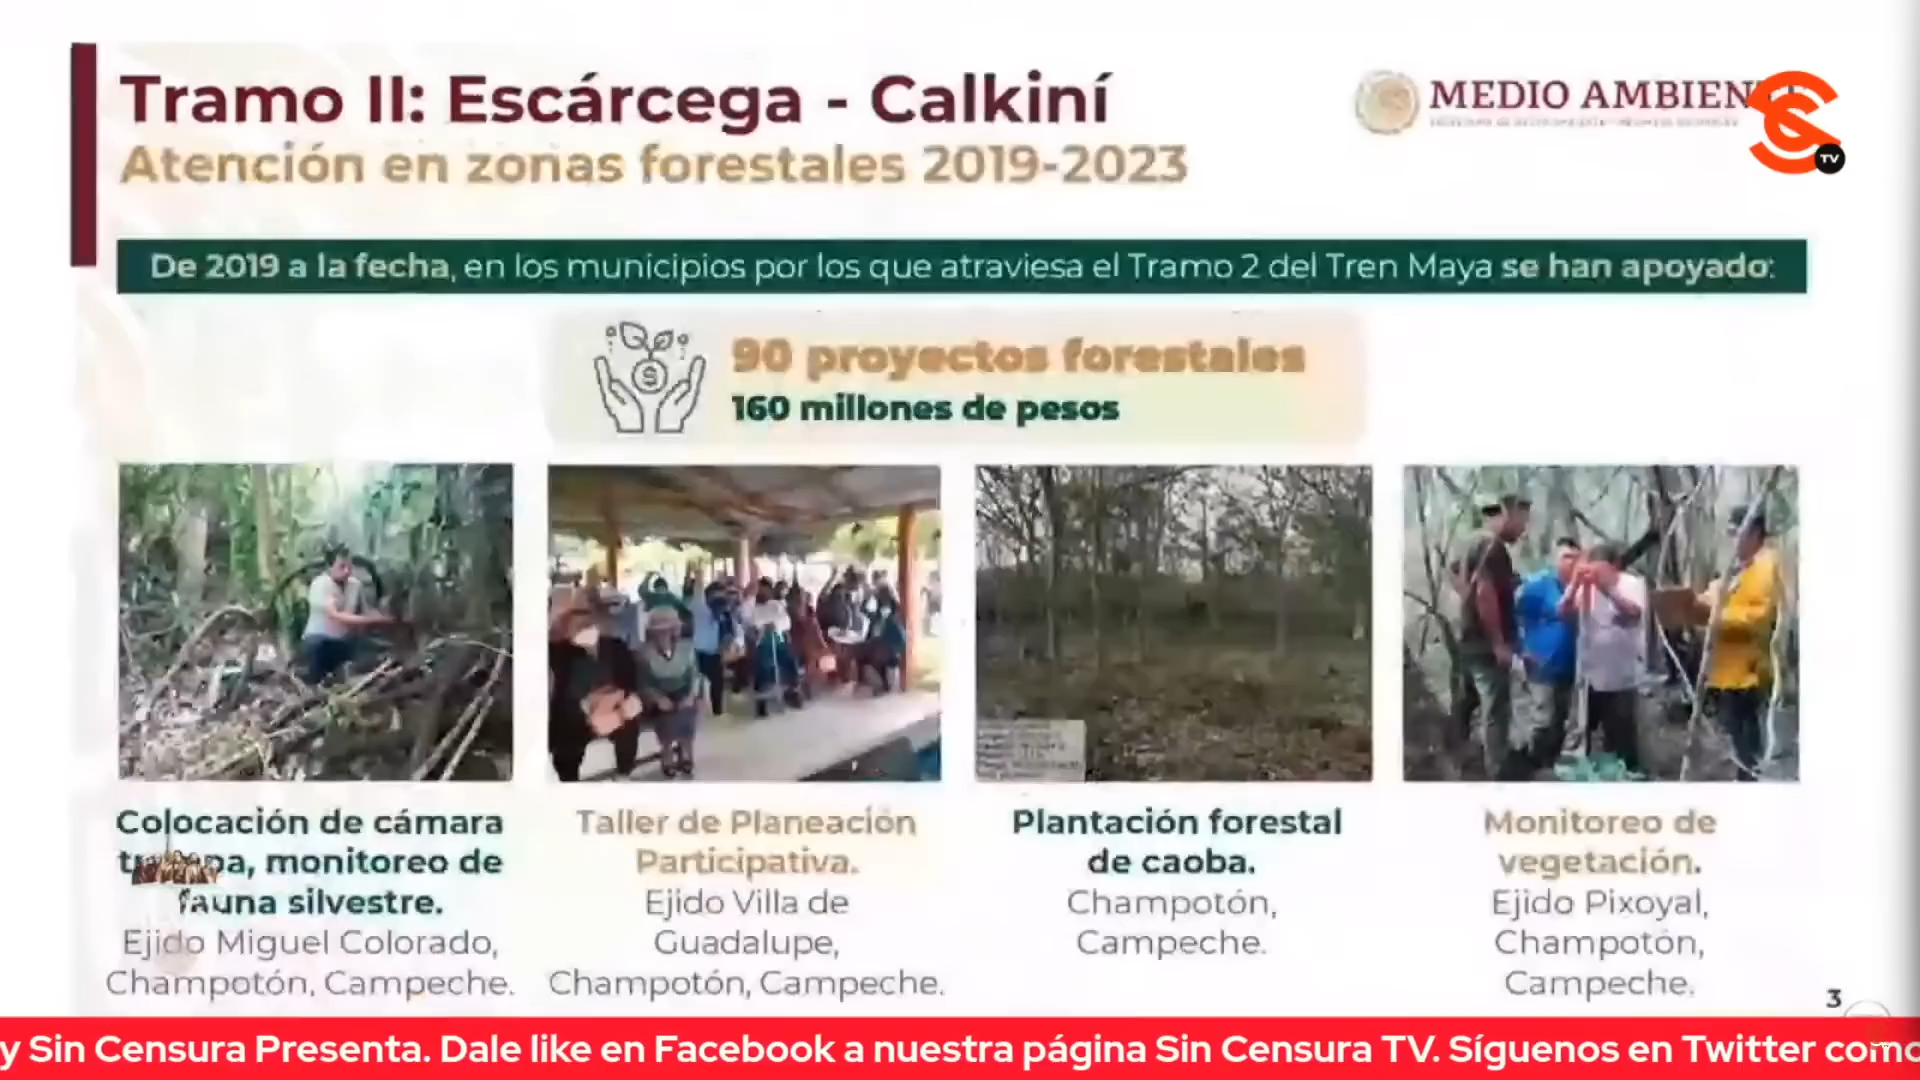 Tramo II: Escárcega - Calkiní
Atención en zonas forestales 2019-2023
MEDIO
TV
De 2019 a la fecha, en los municipios por los que atraviesa el Tramo 2 del Tren Maya se han apoyado:
90 proyectos forestales
160 millones de pesos
Colocación de cámara
monitoreo de
fauna silvestre.
Ejido Miguel Colorado,
Champotón, Campeche.
Taller de Planeación
Participativa.
Ejido Villa de
Guadalupe,
Champotón, Campeche.
Plantación forestal
de caoba.
Champotón,
Campeche.
Monitoreo de
vegetación.
Ejido Pixoyal,
Champotón,
Campeche.
3
y Sin Censura Presenta. Dale like en Facebook a nuestra página Sin Censura TV. Síguenos en Twitter como